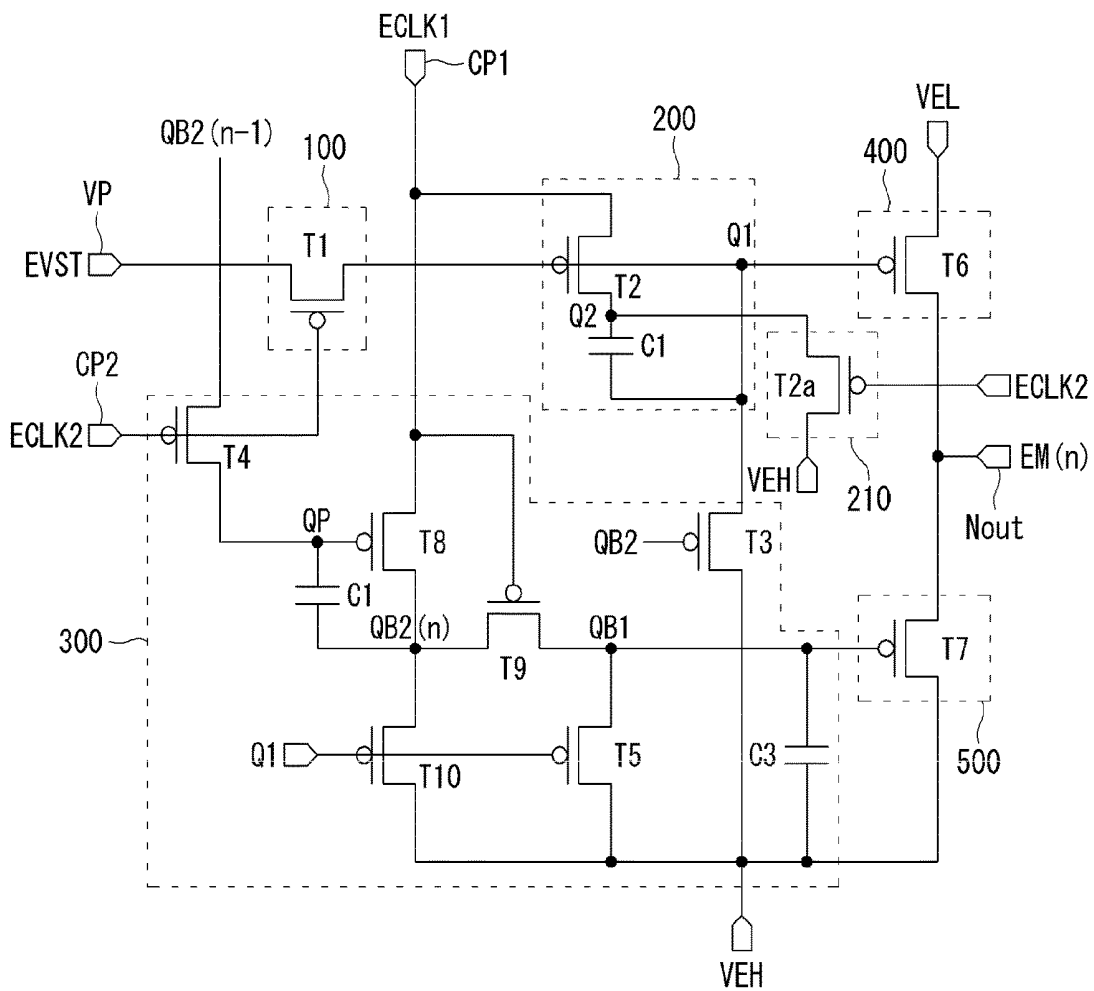 ECLK1
CP1
VEL
QB2(n-1)
100
200
400
VP
T1
Q1
EVST
T6
T2
Q2
C1
CP2
T2a
ECLK2
ECLK2
T4
EM(n)
VEH
210
QP
Nout
T8
QB2
T3
C1
300
QB2(n)
QB1
T7
T9
Q1
T5
C3
500
T10
VEH